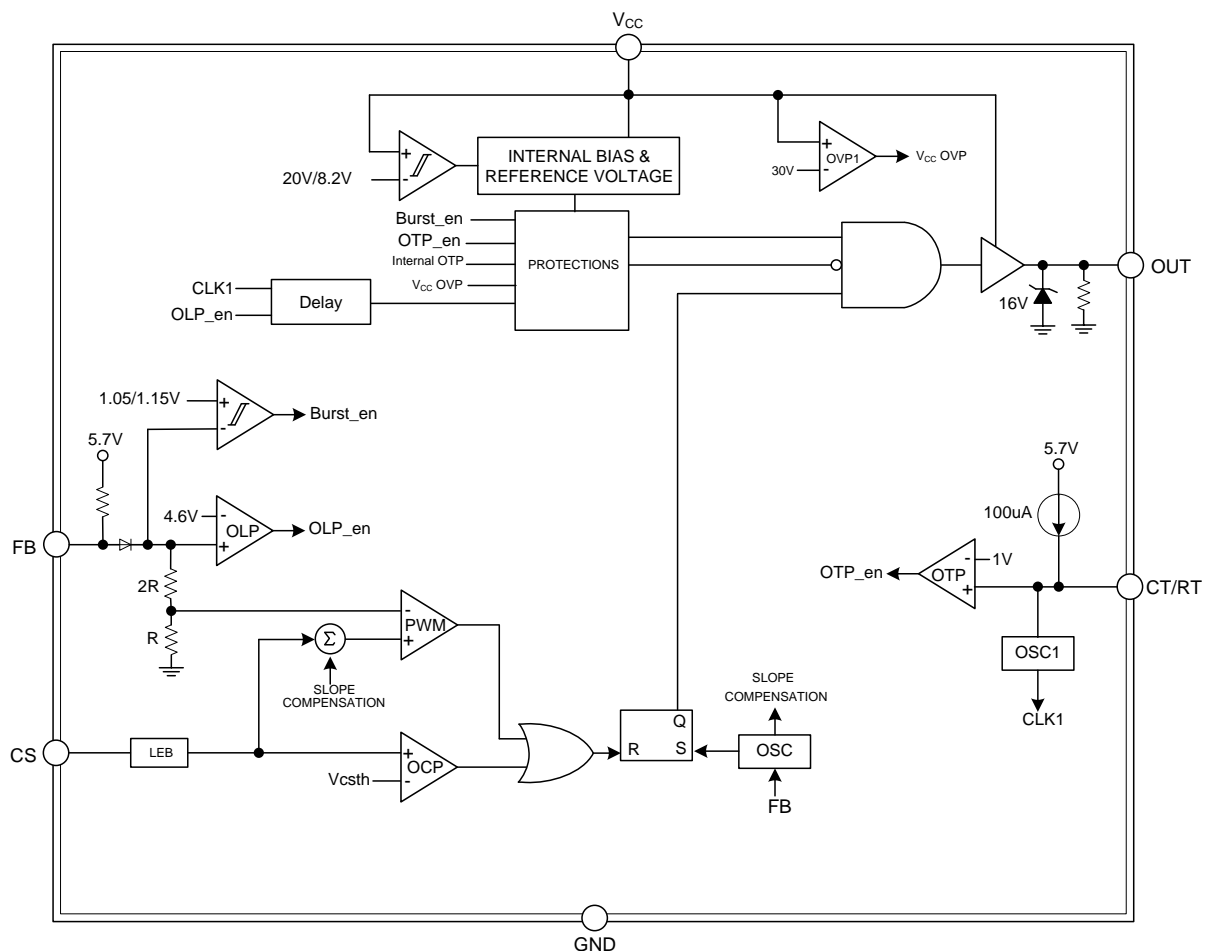 VCC
+
-
20V/8.2V
INTERNAL BIAS &
REFERENCE VOLTAGE
+
OVP1
30V
-
VCC OVP
Burst_en
OTP_en
Internal OTP
VCC OVP
PROTECTIONS
CLK1
OLP_en
Delay
OUT
16V
1.05/1.15V
+
-
Burst_en
5.7V
4.6V
-
OLP
+
OLP_en
FB
2R
R
-
PWM
+
Σ
SLOPE
COMPENSATION
5.7V
100uA
OTP_en
OTP
-
1V
+
CT/RT
OSC1
CLK1
CS
LEB
+
OCP
Vcsth
-
Q
R
S
SLOPE
COMPENSATION
OSC
FB
GND